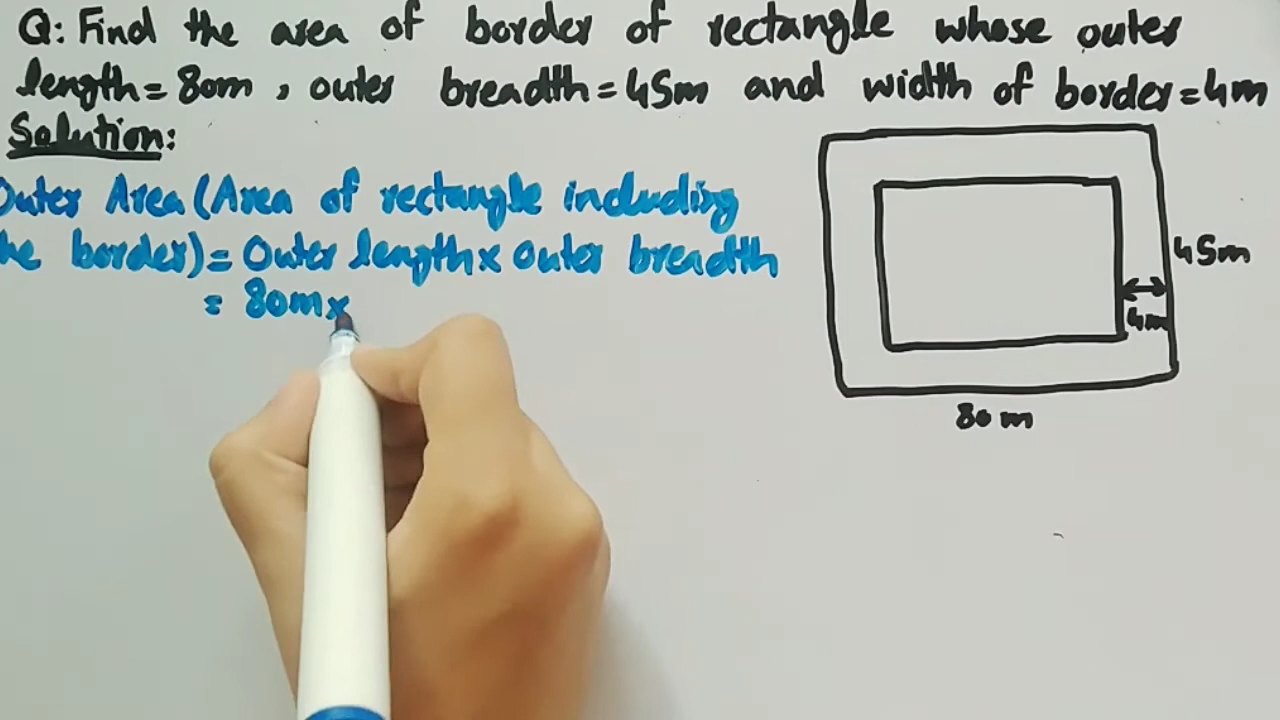 Q: Find the area of border of rectangle whose outer
length = 80m , outer breadth = 45m and width of border = 4m
Solution:
Outer Area (Area of rectangle including
he border) = Outer length x outer breadth
= 80m x
45m
4m
80 m